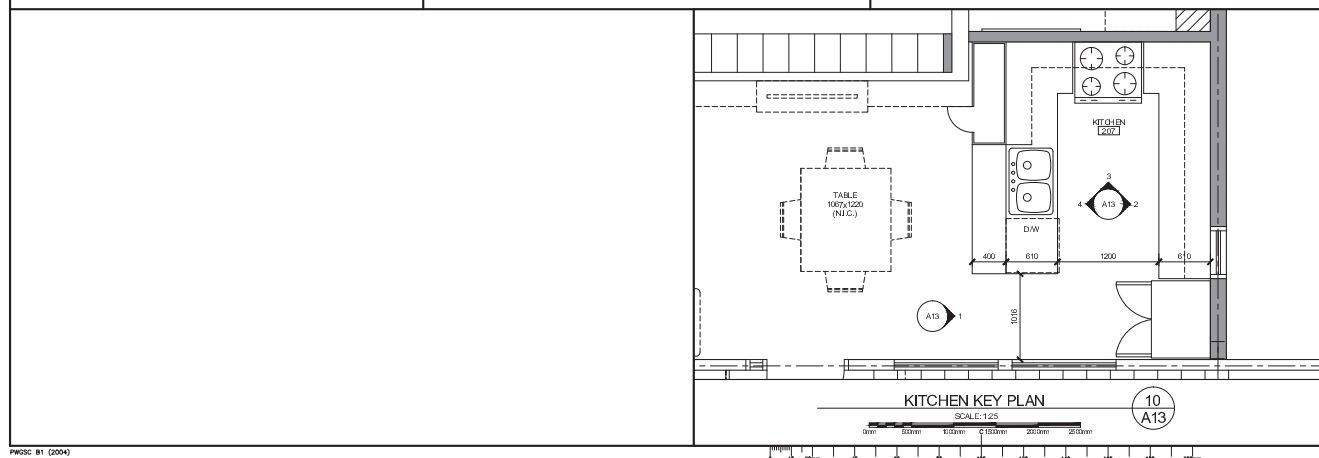 KITCHEN
207
TABLE
1067x1220
(N.I.C.)
3
4 A13 2
D/W
400 610 1200 610
1016
A13 1
KITCHEN KEY PLAN
10
A13
SCALE: 1:25
0mm 500mm 1000mm 1500mm 2000mm 2500mm
PWGSC B1 (2004)